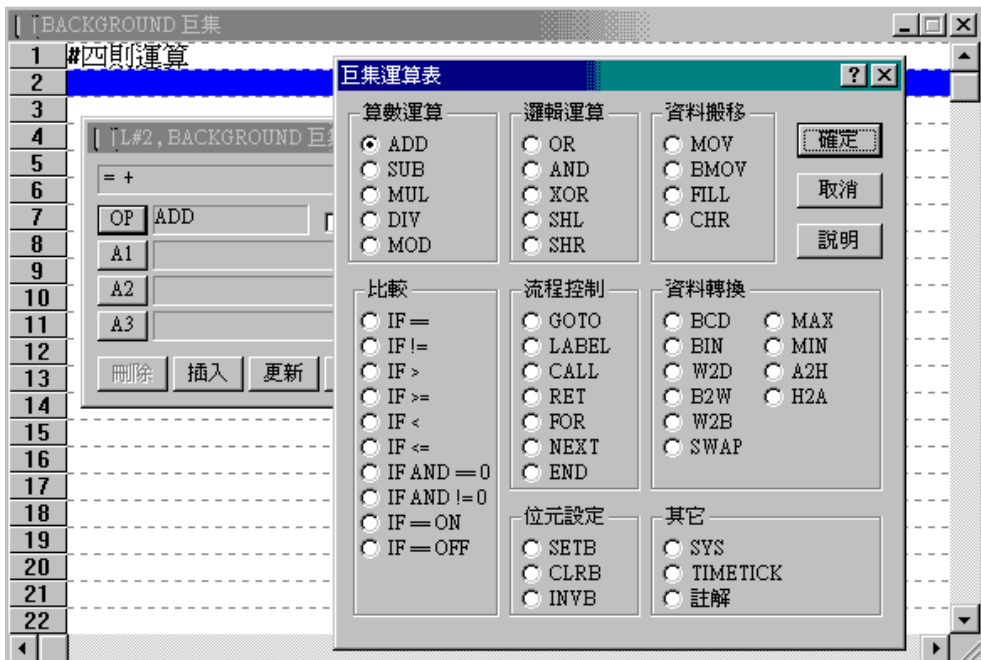 BACKGROUND 巨集
1 #四則運算
2
3
4
5
6
7
8
9
10
11
12
13
14
15
16
17
18
19
20
21
22
L#2, BACKGROUND 巨集
= +
OP ADD
A1
A2
A3
刪除 插入 更新
巨集運算表
算數運算
ADD
SUB
MUL
DIV
MOD
邏輯運算
OR
AND
XOR
SHL
SHR
資料搬移
MOV
BMOV
FILL
CHR
確定
取消
說明
比較
IF ==
IF !=
IF >
IF >=
IF <
IF <=
IF AND == 0
IF AND != 0
IF == ON
IF == OFF
流程控制
GOTO
LABEL
CALL
RET
FOR
NEXT
END
資料轉換
BCD
BIN
W2D
B2W
W2B
SWAP
MAX
MIN
A2H
H2A
位元設定
SETB
CLRB
INVB
其它
SYS
TIMETICK
註解